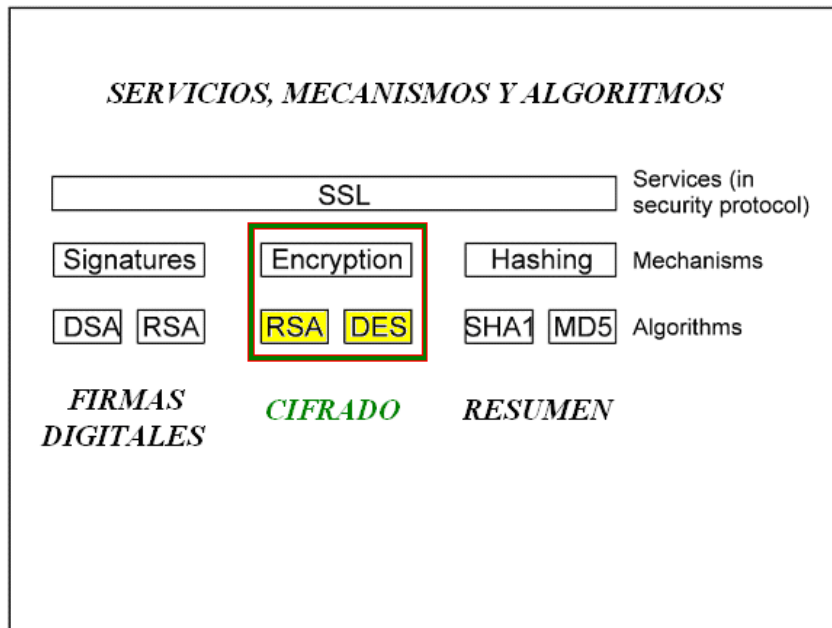 SERVICIOS, MECANISMOS Y ALGORITMOS
SSL
Services (in
security protocol)
Signatures
Encryption
Hashing
Mechanisms
DSA
RSA
RSA
DES
SHA1
MD5
Algorithms
FIRMAS
DIGITALES
CIFRADO
RESUMEN